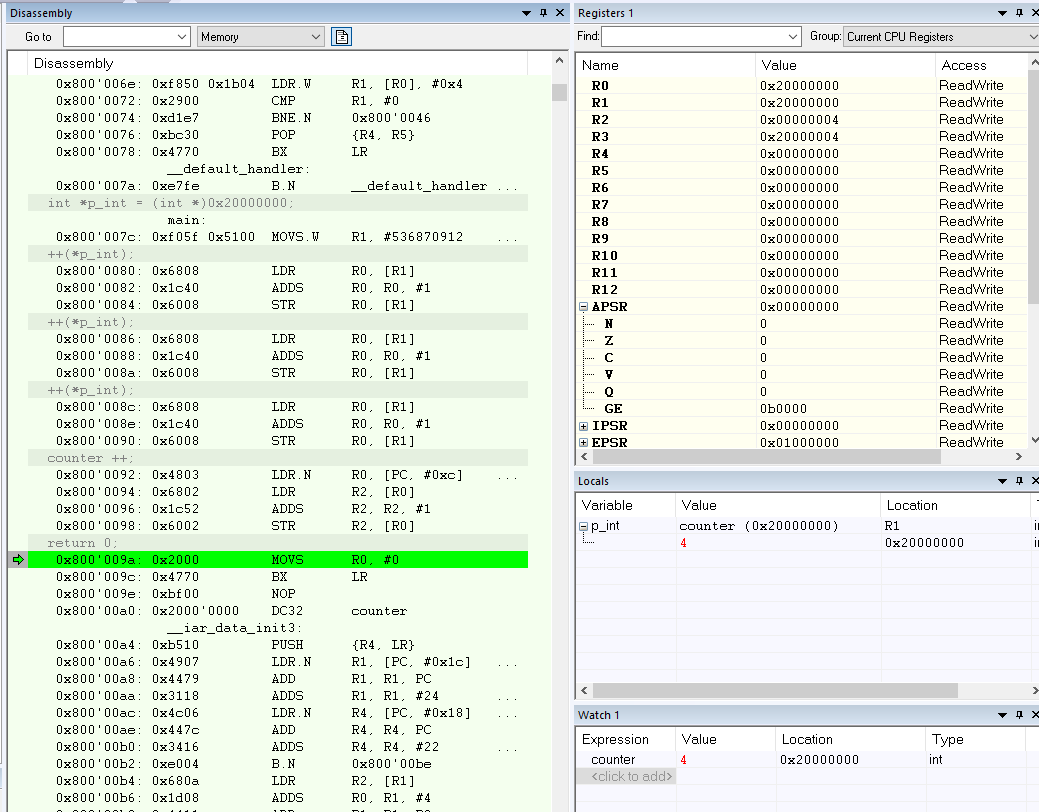 Disassembly
Go to Memory
Disassembly
0x800'006e: 0xf850 0x1b04 LDR.W R1, [R0], #0x4
0x800'0072: 0x2900 CMP R1, #0
0x800'0074: 0xd1e7 BNE.N 0x800'0046
0x800'0076: 0xbc30 POP {R4, R5}
0x800'0078: 0x4770 BX LR
__default_handler:
0x800'007a: 0xe7fe B.N __default_handler ...
int *p_int = (int *)0x20000000;
main:
0x800'007c: 0xf05f 0x5100 MOVS.W R1, #536870912 ...
++(*p_int);
0x800'0080: 0x6808 LDR R0, [R1]
0x800'0082: 0x1c40 ADDS R0, R0, #1
0x800'0084: 0x6008 STR R0, [R1]
++(*p_int);
0x800'0086: 0x6808 LDR R0, [R1]
0x800'0088: 0x1c40 ADDS R0, R0, #1
0x800'008a: 0x6008 STR R0, [R1]
++(*p_int);
0x800'008c: 0x6808 LDR R0, [R1]
0x800'008e: 0x1c40 ADDS R0, R0, #1
0x800'0090: 0x6008 STR R0, [R1]
counter ++;
0x800'0092: 0x4803 LDR.N R0, [PC, #0xc] ...
0x800'0094: 0x6802 LDR R2, [R0]
0x800'0096: 0x1c52 ADDS R2, R2, #1
0x800'0098: 0x6002 STR R2, [R0]
return 0;
0x800'009a: 0x2000 MOVS R0, #0
0x800'009c: 0x4770 BX LR
0x800'009e: 0xbf00 NOP
0x800'00a0: 0x2000'0000 DC32 counter
__iar_data_init3:
0x800'00a4: 0xb510 PUSH {R4, LR}
0x800'00a6: 0x4907 LDR.N R1, [PC, #0x1c] ...
0x800'00a8: 0x4479 ADD R1, R1, PC
0x800'00aa: 0x3118 ADDS R1, R1, #24 ...
0x800'00ac: 0x4c06 LDR.N R4, [PC, #0x18] ...
0x800'00ae: 0x447c ADD R4, R4, PC
0x800'00b0: 0x3416 ADDS R4, R4, #22 ...
0x800'00b2: 0xe004 B.N 0x800'00be
0x800'00b4: 0x680a LDR R2, [R1]
0x800'00b6: 0x1d08 ADDS R0, R1, #4
Registers 1
Find: Group: Current CPU Registers
Name Value Access
R0 0x20000000 ReadWrite
R1 0x20000000 ReadWrite
R2 0x00000004 ReadWrite
R3 0x20000004 ReadWrite
R4 0x00000000 ReadWrite
R5 0x00000000 ReadWrite
R6 0x00000000 ReadWrite
R7 0x00000000 ReadWrite
R8 0x00000000 ReadWrite
R9 0x00000000 ReadWrite
R10 0x00000000 ReadWrite
R11 0x00000000 ReadWrite
R12 0x00000000 ReadWrite
APSR 0x00000000 ReadWrite
N 0 ReadWrite
Z 0 ReadWrite
C 0 ReadWrite
V 0 ReadWrite
Q 0 ReadWrite
GE 0b0000 ReadWrite
IPSR 0x00000000 ReadWrite
EPSR 0x01000000 ReadWrite
Locals
Variable Value Location
p_int counter (0x20000000) R1
4 0x20000000
Watch 1
Expression Value Location Type
counter 4 0x20000000 int
<click to add>